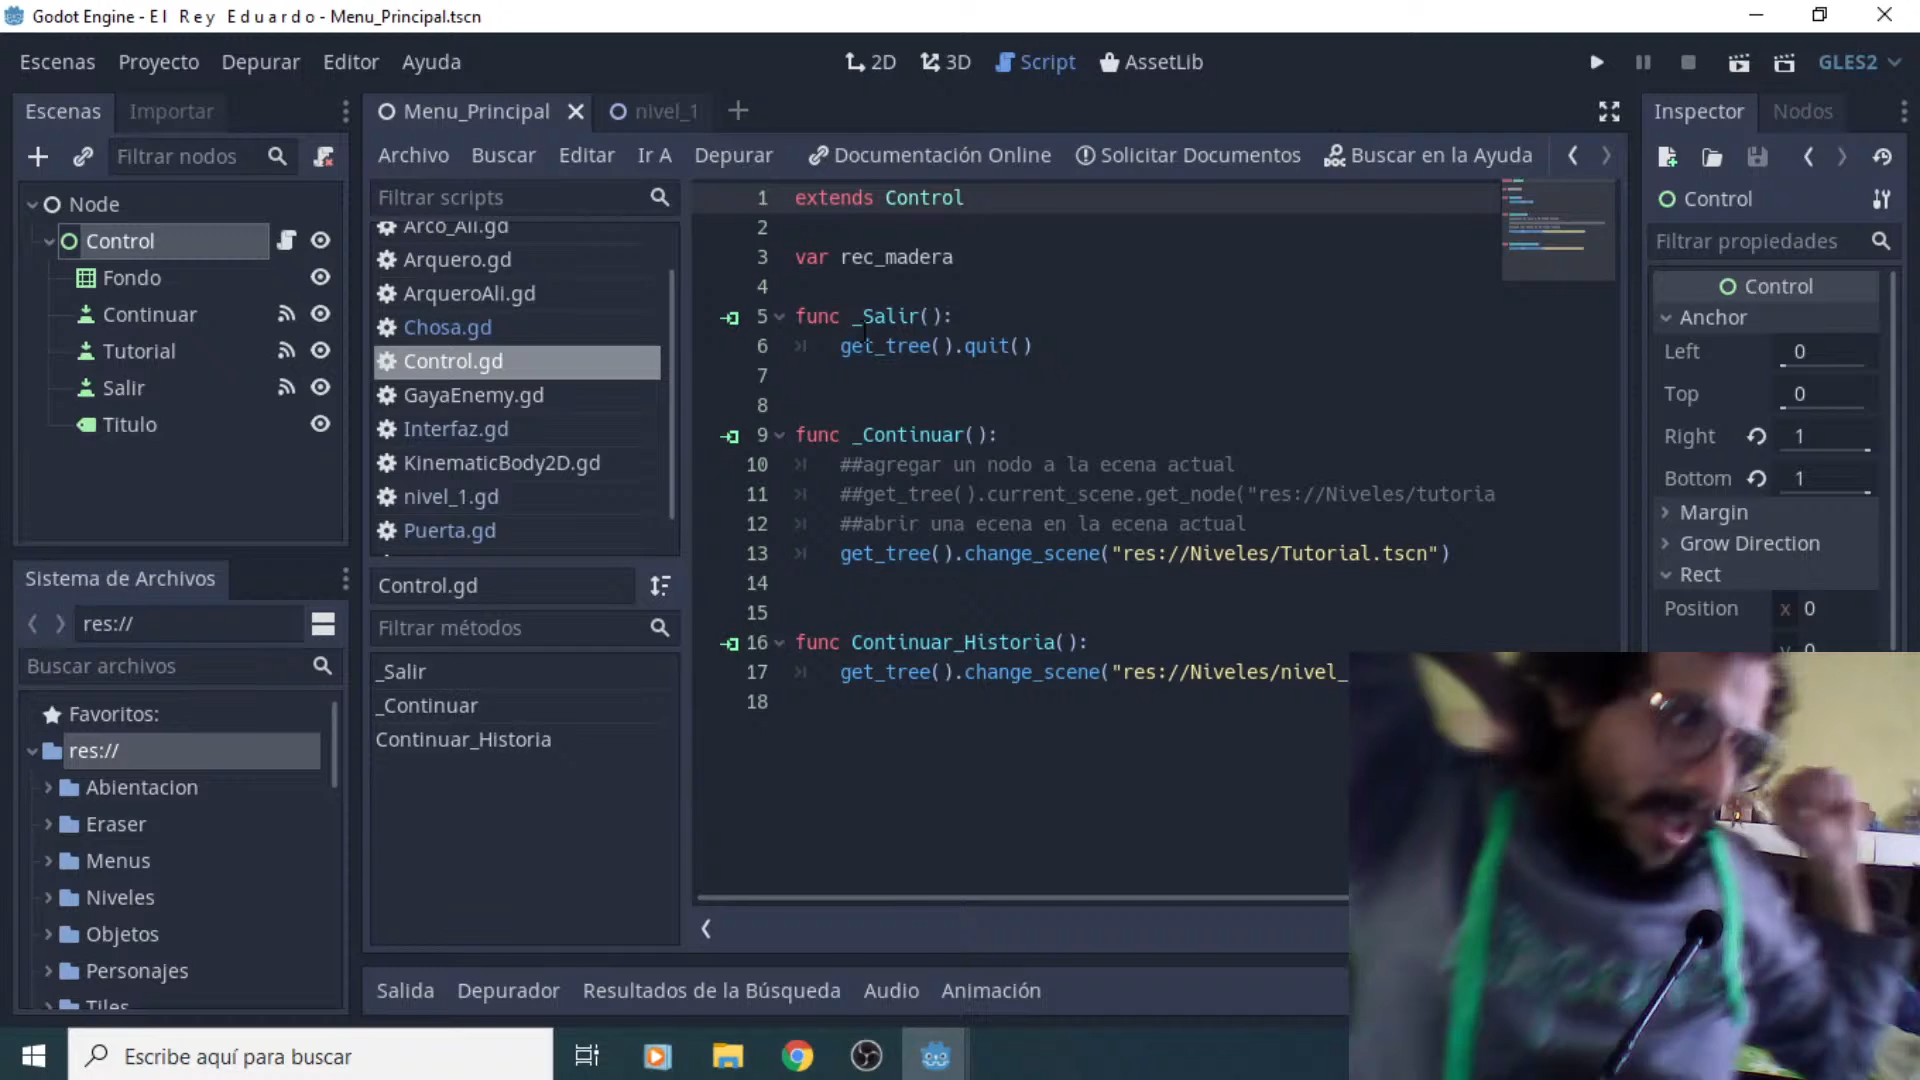 Godot Engine - El Rey Eduardo - Menu_Principal.tscn
Escenas Proyecto Depurar Editor Ayuda
2D 3D Script AssetLib
GLES2
Escenas Importar
Filtrar nodos
Node
Control
Fondo
Continuar
Tutorial
Salir
Titulo
Sistema de Archivos
res://
Buscar archivos
Favoritos:
res://
Abientacion
Eraser
Menus
Niveles
Objetos
Personajes
Tiles
Menu_Principal nivel_1
Archivo Buscar Editar Ir A Depurar Documentación Online Solicitar Documentos Buscar en la Ayuda
Filtrar scripts
Arco_Ali.gd
Arquero.gd
ArqueroAli.gd
Chosa.gd
Control.gd
GayaEnemy.gd
Interfaz.gd
KinematicBody2D.gd
nivel_1.gd
Puerta.gd
Control.gd
Filtrar métodos
_Salir
_Continuar
Continuar_Historia
1 extends Control
2
3 var rec_madera
4
5 func _Salir():
6 get_tree().quit()
7
8
9 func _Continuar():
10 ##agregar un nodo a la ecena actual
11 ##get_tree().current_scene.get_node("res://Niveles/tutoria
12 ##abrir una ecena en la ecena actual
13 get_tree().change_scene("res://Niveles/Tutorial.tscn")
14
15
16 func Continuar_Historia():
17 get_tree().change_scene("res://Niveles/nivel_
18
Salida Depurador Resultados de la Búsqueda Audio Animación
Inspector Nodos
Control
Filtrar propiedades
Control
Anchor
Left 0
Top 0
Right 1
Bottom 1
Margin
Grow Direction
Rect
Position x 0
y 0
Escribe aquí para buscar